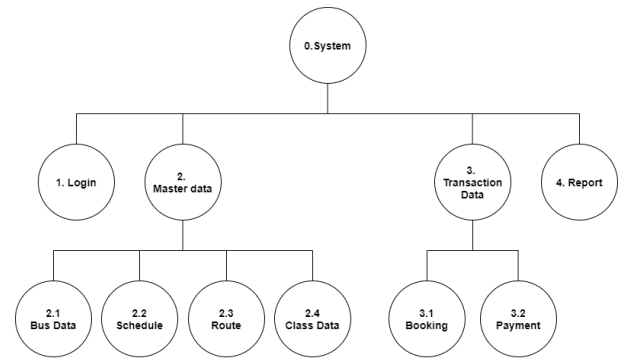 0.System
1. Login
2.
Master data
3.
Transaction
Data
4. Report
2.1
Bus Data
2.2
Schedule
2.3
Route
2.4
Class Data
3.1
Booking
3.2
Payment